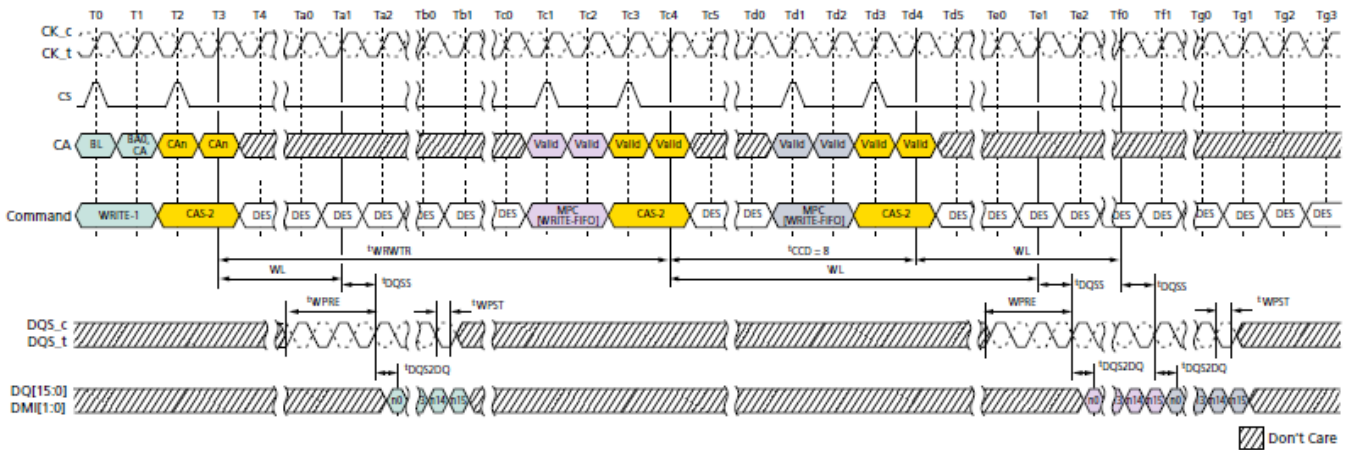 T0 T1 T2 T3 T4 Ta0 Ta1 Ta2 Tb0 Tb1 Tc0 Tc1 Tc2 Tc3 Tc4 Tc5 Td0 Td1 Td2 Td3 Td4 Td5 Te0 Te1 Te2 Tf0 Tf1 Tg0 Tg1 Tg2 Tg3
CK_c
CK_t
CS
CA BL BA0, CA CAn CAn Valid Valid Valid Valid Valid Valid Valid Valid
Command WRITE-1 CAS-2 DES DES DES DES DES DES DES MPC [WRITE-FIFO] CAS-2 DES DES DES MPC [WRITE-FIFO] CAS-2 DES DES DES DES DES DES DES DES DES DES
tWRWTR tCCD = 8 WL
WL WL
tDQSS tDQSS tDQSS
tWPRE tWPST WPRE tWPST
DQS_c
DQS_t
tDQS2DQ tDQS2DQ tDQS2DQ
DQ[15:0]
DMI[1:0]
n0 n14 n15 n0 n14 n15 n0 n14 n15
Don't Care